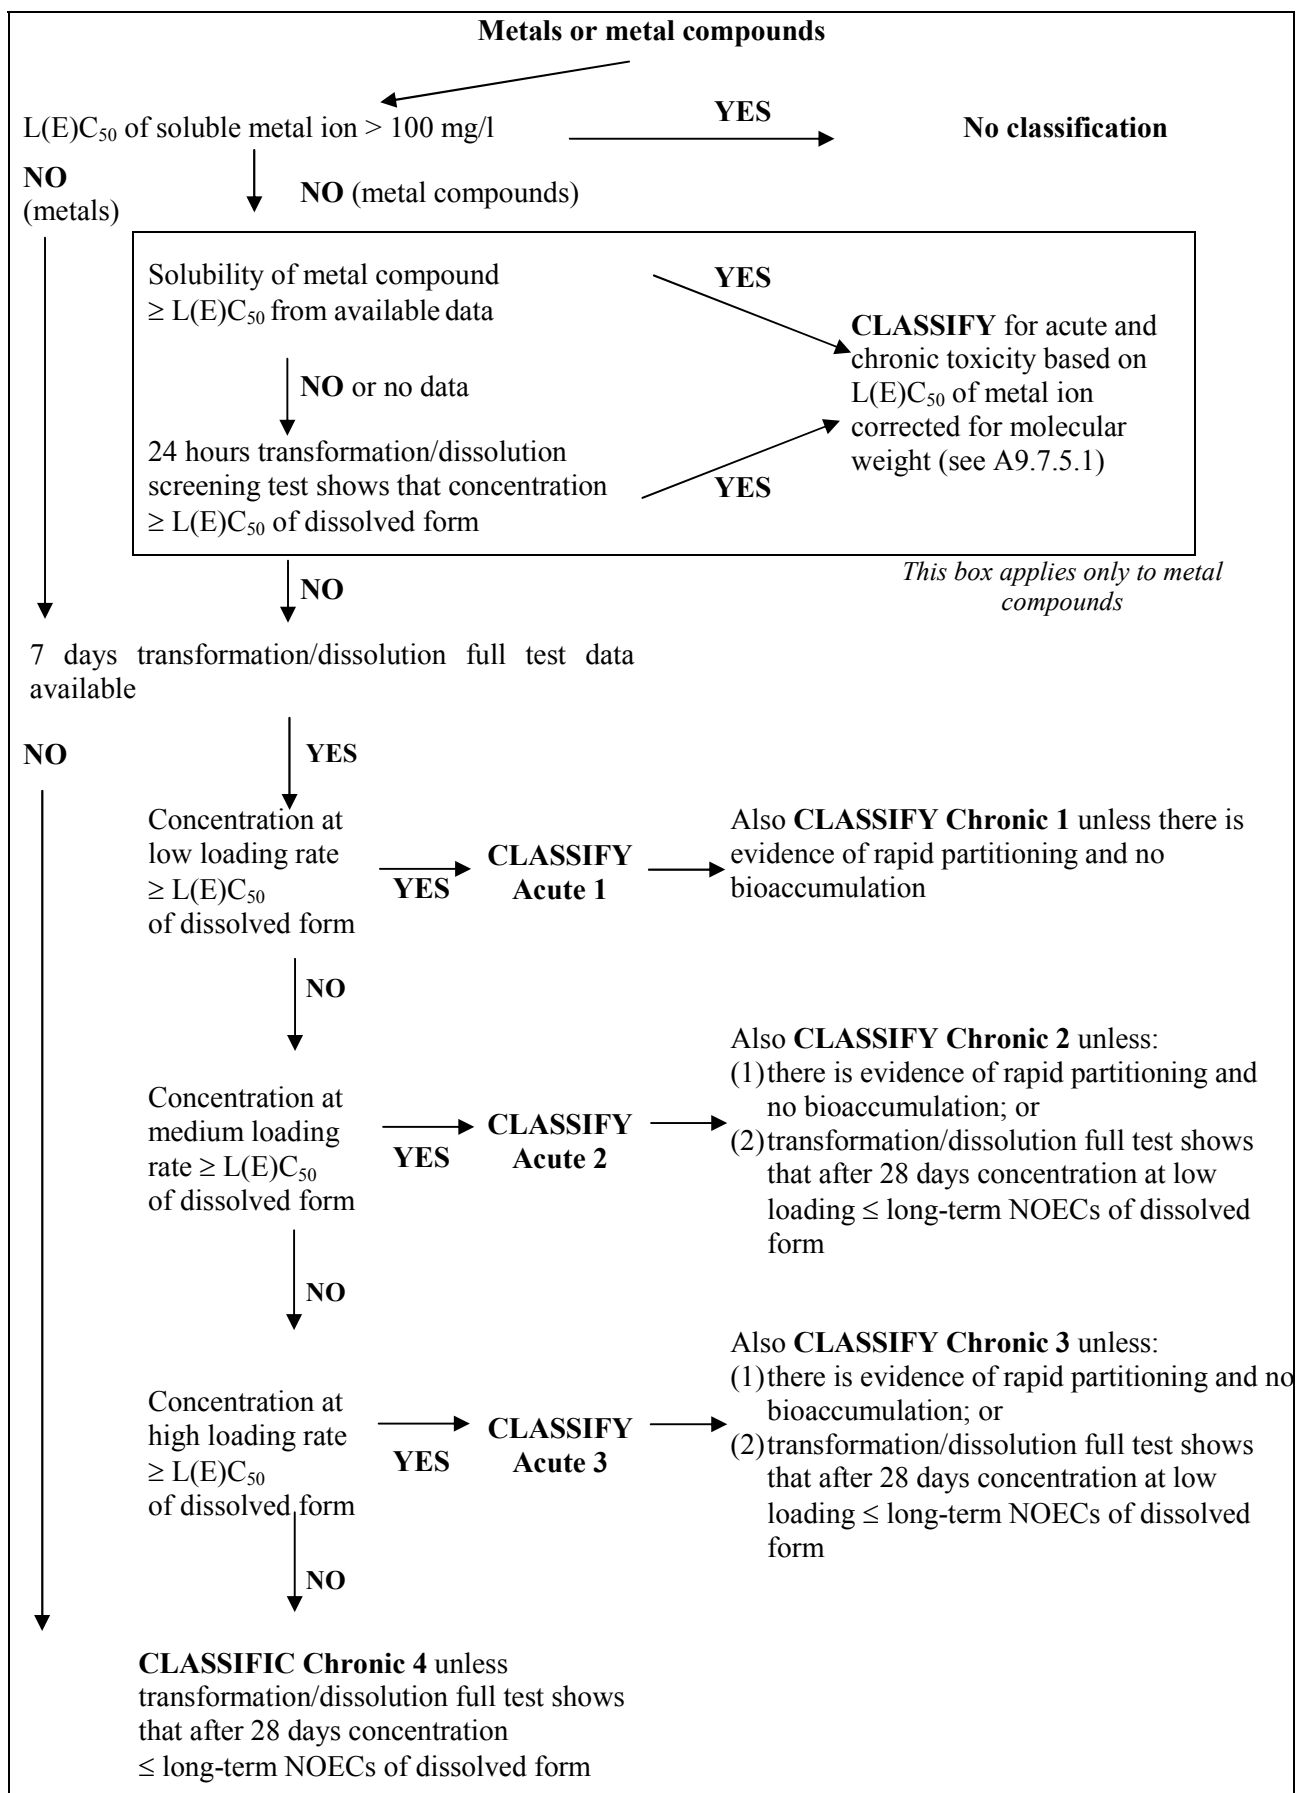 Metals or metal compounds
L(E)C50 of soluble metal ion > 100 mg/l
YES
No classification
NO
(metals)
NO (metal compounds)
Solubility of metal compound
≥ L(E)C50 from available data
YES
CLASSIFY for acute and
chronic toxicity based on
L(E)C50 of metal ion
corrected for molecular
weight (see A9.7.5.1)
NO or no data
24 hours transformation/dissolution
screening test shows that concentration
≥ L(E)C50 of dissolved form
YES
This box applies only to metal
compounds
NO
7 days transformation/dissolution full test data
available
NO
YES
Concentration at
low loading rate
≥ L(E)C50
of dissolved form
YES
CLASSIFY
Acute 1
Also CLASSIFY Chronic 1 unless there is
evidence of rapid partitioning and no
bioaccumulation
NO
Concentration at
medium loading
rate ≥ L(E)C50
of dissolved form
YES
CLASSIFY
Acute 2
Also CLASSIFY Chronic 2 unless:
(1) there is evidence of rapid partitioning and
no bioaccumulation; or
(2) transformation/dissolution full test shows
that after 28 days concentration at low
loading ≤ long-term NOECs of dissolved
form
NO
Concentration at
high loading rate
≥ L(E)C50
of dissolved form
YES
CLASSIFY
Acute 3
Also CLASSIFY Chronic 3 unless:
(1) there is evidence of rapid partitioning and no
bioaccumulation; or
(2) transformation/dissolution full test shows
that after 28 days concentration at low
loading ≤ long-term NOECs of dissolved
form
NO
CLASSIFIC Chronic 4 unless
transformation/dissolution full test shows
that after 28 days concentration
≤ long-term NOECs of dissolved form